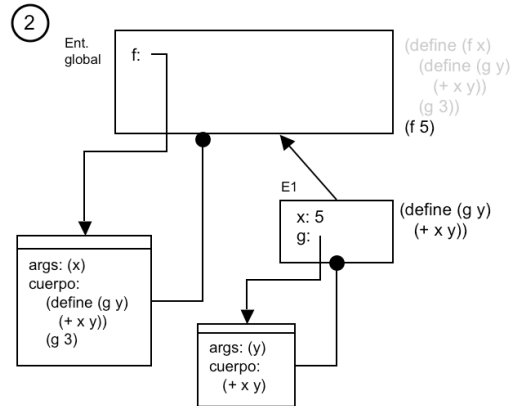 2
Ent.
global
f:
(define (f x)
(define (g y)
(+ x y))
(g 3))
(f 5)
E1
x: 5
g:
(define (g y)
(+ x y))
args: (x)
cuerpo:
(define (g y)
(+ x y))
(g 3)
args: (y)
cuerpo:
(+ x y)